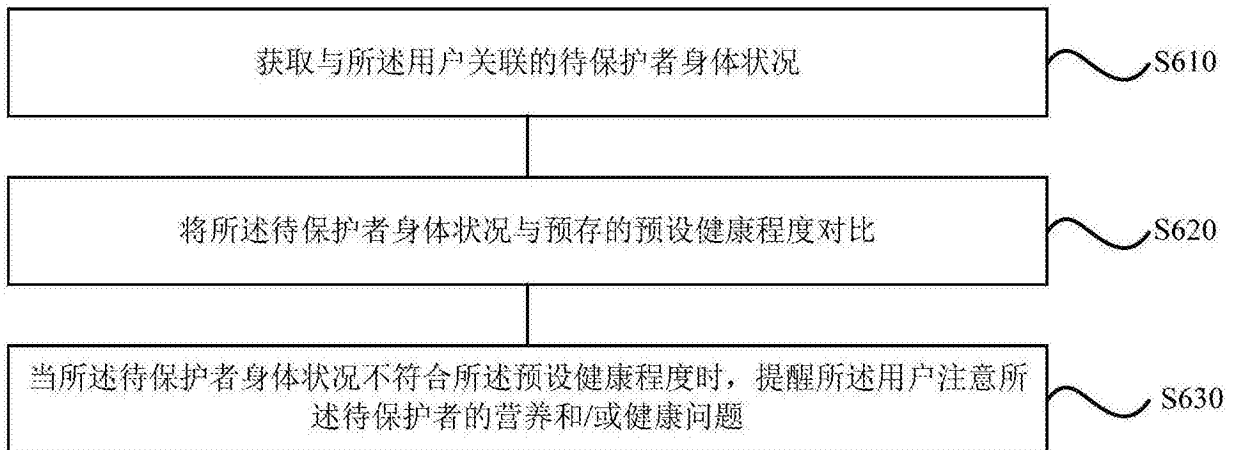 获取与所述用户关联的待保护者身体状况
S610
将所述待保护者身体状况与预存的预设健康程度对比
S620
当所述待保护者身体状况不符合所述预设健康程度时，提醒所述用户注意所
述待保护者的营养和/或健康问题
S630